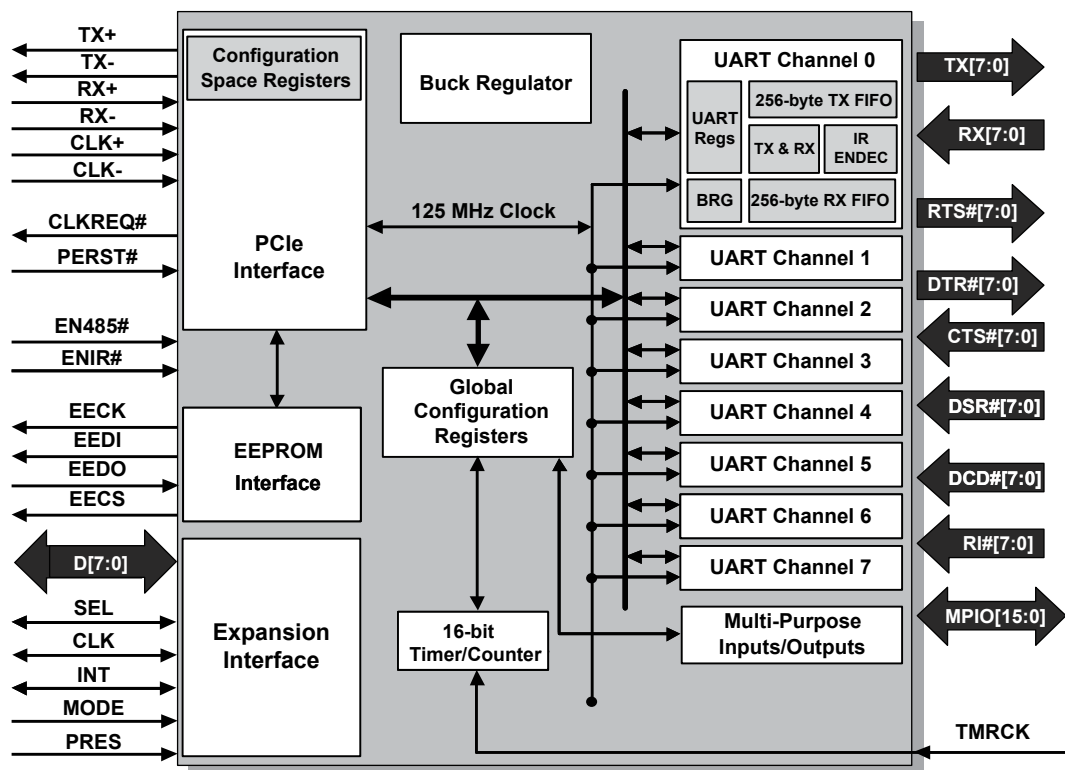 TX+
TX-
RX+
RX-
CLK+
CLK-
CLKREQ#
PERST#
EN485#
ENIR#
EECK
EEDI
EEDO
EECS
D[7:0]
SEL
CLK
INT
MODE
PRES
Configuration
Space Registers
PCIe
Interface
EEPROM
Interface
Expansion
Interface
Buck Regulator
125 MHz Clock
Global
Configuration
Registers
16-bit
Timer/Counter
UART Channel 0
UART
Regs
256-byte TX FIFO
TX & RX
IR
ENDEC
BRG
256-byte RX FIFO
UART Channel 1
UART Channel 2
UART Channel 3
UART Channel 4
UART Channel 5
UART Channel 6
UART Channel 7
Multi-Purpose
Inputs/Outputs
TX[7:0]
RX[7:0]
RTS#[7:0]
DTR#[7:0]
CTS#[7:0]
DSR#[7:0]
DCD#[7:0]
RI#[7:0]
MPIO[15:0]
TMRCK